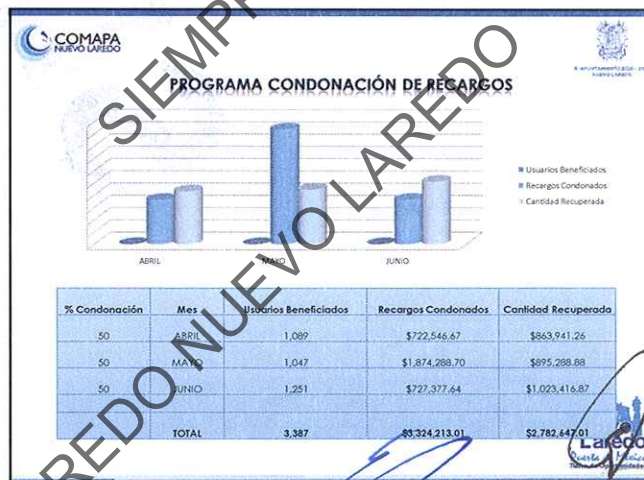 COMAPA
NUEVO LAREDO
PROGRAMA CONDONACIÓN DE RECARGOS
Usuarios Beneficiados
Recargos Condonados
Cantidad Recuperada
ABRIL
MAYO
JUNIO
% Condonación Mes Usuarios Beneficiados Recargos Condonados Cantidad Recuperada
50 ABRIL 1,089 $722,546.67 $863,941.26
50 MAYO 1,047 $1,874,288.70 $895,288.88
50 JUNIO 1,251 $727,377.64 $1,023,416.87
TOTAL 3,387 $3,324,213.01 $2,782,647.01
Laredo
SIEMPR
LAREDO NUEVO LAREDO